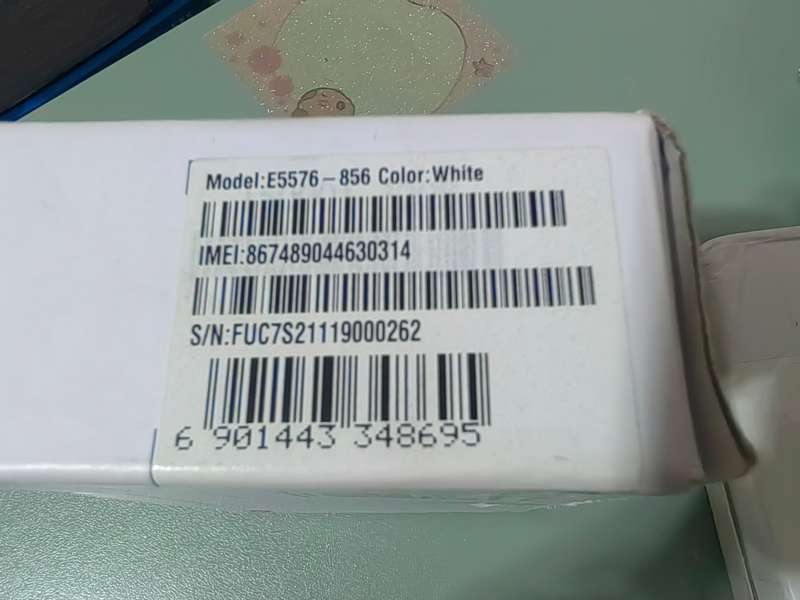 Model:E5576-856 Color:White
IMEI:867489044630314
S/N:FUC7S21119000262
6 901443 348695